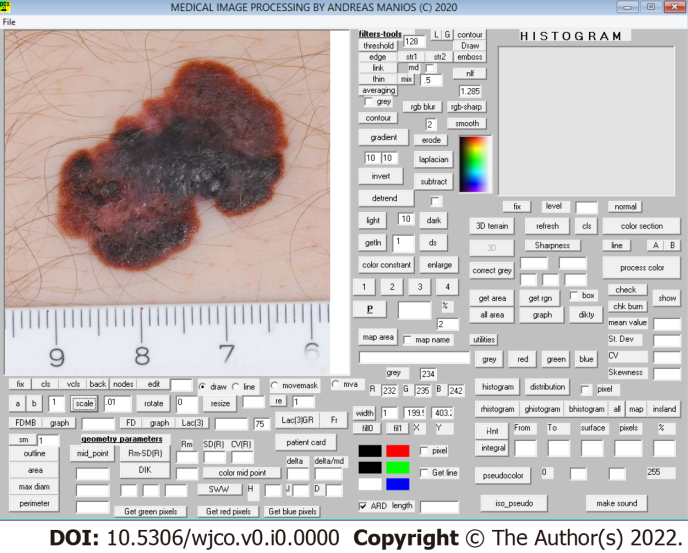 MEDICAL IMAGE PROCESSING BY ANDREAS MANIOS (C) 2020
File
filters-tools L G contour
HISTOGRAM
threshold 128 Draw
edge str1 str2 emboss
link md
nlf
thin mix .5
averaging 1.285
grey rgb blur rgb-sharp
contour 2 smooth
gradient erode
10 10 laplacian
invert subtract
detrend
fix level normal
light 10 dark
3D terrain refresh cls color section
getIn 1 ds
3D Sharpness line A B
color constrant enlarge
correct grey process color
1 2 3 4
get area get rgn box check show
P %
chk burn
all area graph dikty
2
mean value
map area map name utilities
St. Dev
grey red green blue CV
Skewness
9 8 7 6
grey 234
R 232 G 235 B 242
fix cls vcls back nodes edit draw line movemask mva
histogram distribution pixel
a b 1 scale .01 rotate 0 resize re 1
width 1 199.5 403.2
rhistogram ghistogram bhistogram all map insland
FDMB graph FD graph Lac(3) 75 Lac(3)GR Fr
fill0 fil1 X Y
i-Int From To surface pixels %
integral
sm 1 geometry parameters
outline mid_point Rm-SD(R) Rm SD(R) CV(R) patient card
pixel
Get line
area DIK color mid point delta delta/md
pseudocolor 0 255
max diam SWW H J D
perimeter Get green pixels Get red pixels Get blue pixels
ARD length
iso_pseudo make sound
DOI: 10.5306/wjco.v0.i0.0000 Copyright © The Author(s) 2022.